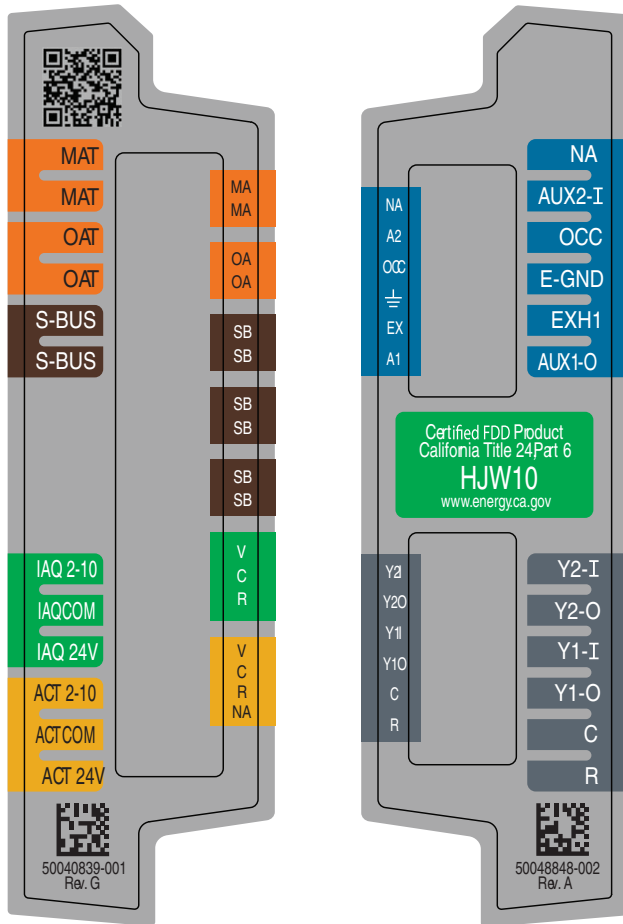 MAT
MAT
OAT
OAT
S-BUS
S-BUS
IAQ 2-10
IAQCOM
IAQ 24V
ACT 2-10
ACTCOM
ACT 24V
50040839-001
Rev. G
MA
MA
OA
OA
SB
SB
SB
SB
SB
SB
V
C
R
V
C
R
NA
NA
A2
OCC
EX
A1
Certified FDD Product
California Title 24,Part 6
HJW10
www.energy.ca.gov
Y2I
Y2O
Y1I
Y1O
C
R
NA
AUX2-I
OCC
E-GND
EXH1
AUX1-O
Y2-I
Y2-O
Y1-I
Y1-O
C
R
50048848-002
Rev. A